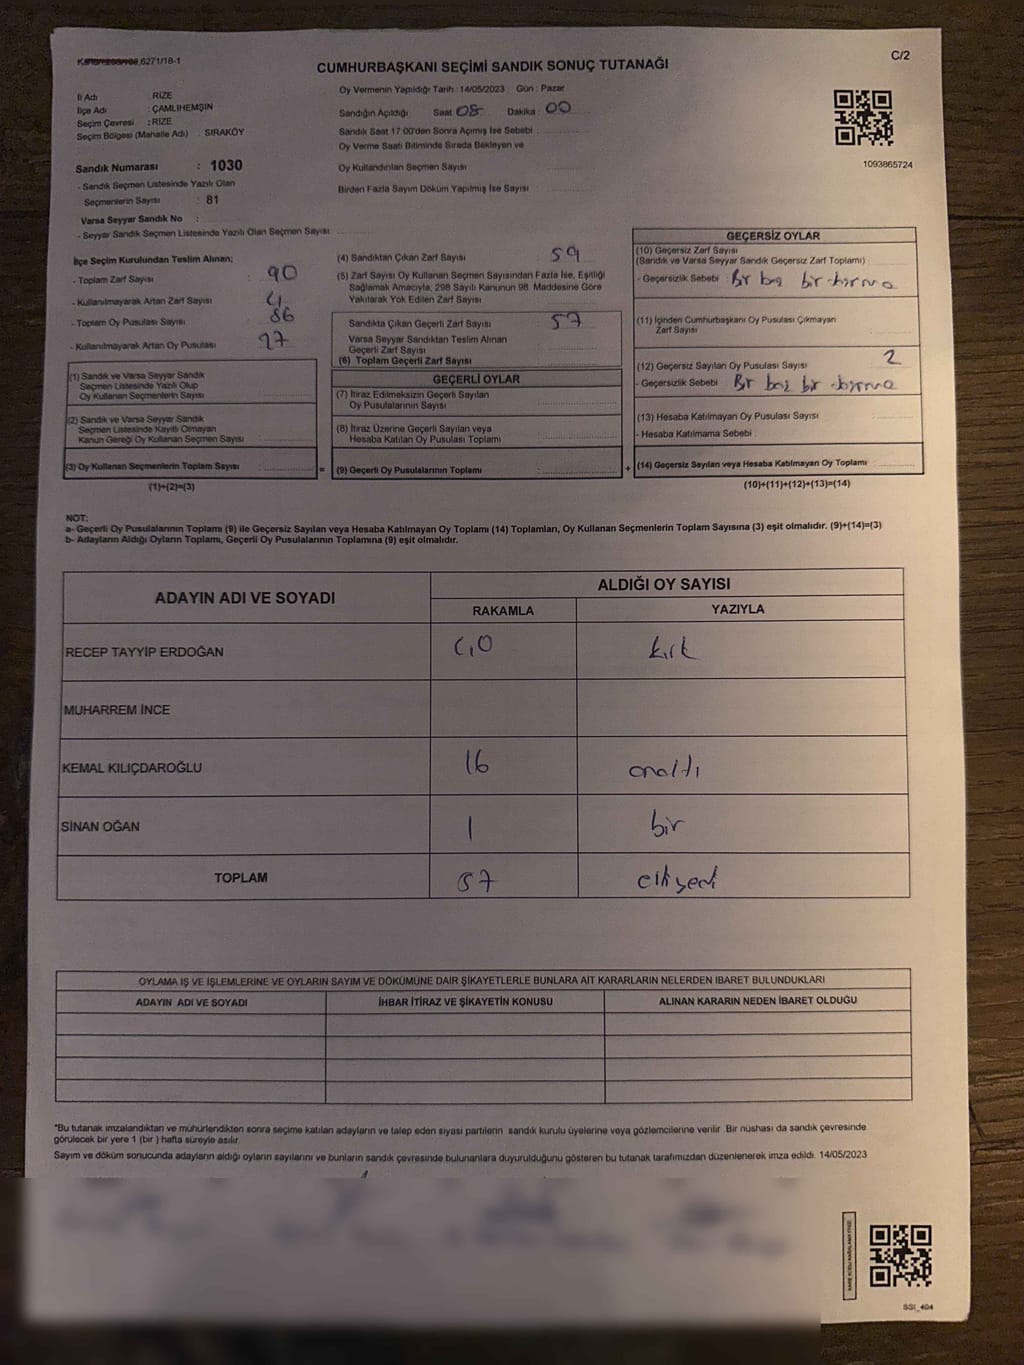 6271/18-1
C/2
CUMHURBAŞKANI SEÇİMİ SANDIK SONUÇ TUTANAĞI
İl Adı RİZE
İlçe Adı : ÇAMLIHEMŞİN
Seçim Çevresi : RİZE
Seçim Bölgesi (Mahalle Adı) : SIRAKÖY
Sandık Numarası : 1030
- Sandık Seçmen Listesinde Yazılı Olan
Seçmenlerin Sayısı : 81
Varsa Seyyar Sandık No :
- Seyyar Sandık Seçmen Listesinde Yazılı Olan Seçmen Sayısı:
Oy Vermenin Yapıldığı Tarih : 14/05/2023 Gün : Pazar
Sandığın Açıldığı Saat 08 Dakika : 00
Sandık Saat 17:00'den Sonra Açmış İse Sebebi :
Oy Verme Saati Bitiminde Sırada Bekleyen ve
Oy Kullandırılan Seçmen Sayısı
Birden Fazla Sayım Döküm Yapılmış İse Sayısı :
1093865724
İlçe Seçim Kurulundan Teslim Alınan;
- Toplam Zarf Sayısı : 90
- Kullanılmayarak Artan Zarf Sayısı
- Toplam Oy Pusulası Sayısı : 86
- Kullanılmayarak Artan Oy Pusulası : 27
(1) Sandık ve Varsa Seyyar Sandık
Seçmen Listesinde Yazılı Olup
Oy Kullanan Seçmenlerin Sayısı
(2) Sandık ve Varsa Seyyar Sandık
Seçmen Listesinde Kayıtlı Olmayan
Kanun Gereği Oy Kullanan Seçmen Sayısı
(3) Oy Kullanan Seçmenlerin Toplam Sayısı :
(1)+(2)=(3)
(4) Sandıktan Çıkan Zarf Sayısı : 59
(5) Zarf Sayısı Oy Kullanan Seçmen Sayısından Fazla İse, Eşitliği
Sağlamak Amacıyla, 298 Sayılı Kanunun 98. Maddesine Göre
Yakılarak Yok Edilen Zarf Sayısı :
Sandıkta Çıkan Geçerli Zarf Sayısı : 57
Varsa Seyyar Sandıktan Teslim Alınan
Geçerli Zarf Sayısı
(6) Toplam Geçerli Zarf Sayısı
GEÇERLİ OYLAR
(7) İtiraz Edilmeksizin Geçerli Sayılan
Oy Pusulalarının Sayısı
(8) İtiraz Üzerine Geçerli Sayılan veya
Hesaba Katılan Oy Pusulası Toplamı
= (9) Geçerli Oy Pusulalarının Toplamı :
GEÇERSİZ OYLAR
(10) Geçersiz Zarf Sayısı
(Sandık ve Varsa Seyyar Sandık Geçersiz Zarf Toplamı)
- Geçersizlik Sebebi :
(11) İçinden Cumhurbaşkanı Oy Pusulası Çıkmayan
Zarf Sayısı
(12) Geçersiz Sayılan Oy Pusulası Sayısı : 2
- Geçersizlik Sebebi
(13) Hesaba Katılmayan Oy Pusulası Sayısı
- Hesaba Katılmama Sebebi :
+ (14) Geçersiz Sayılan veya Hesaba Katılmayan Oy Toplamı
(10)+(11)+(12)+(13)=(14)
NOT:
a- Geçerli Oy Pusulalarının Toplamı (9) ile Geçersiz Sayılan veya Hesaba Katılmayan Oy Toplamı (14) Toplamları, Oy Kullanan Seçmenlerin Toplam Sayısına (3) eşit olmalıdır. (9)+(14)=(3)
b- Adayların Aldığı Oyların Toplamı, Geçerli Oy Pusulalarının Toplamına (9) eşit olmalıdır.
ADAYIN ADI VE SOYADI
ALDIĞI OY SAYISI
RAKAMLA YAZIYLA
RECEP TAYYİP ERDOĞAN 40 kırk
MUHARREM İNCE
KEMAL KILIÇDAROĞLU 16 onaltı
SİNAN OĞAN 1 bir
TOPLAM 57 elliyedi
OYLAMA İŞ VE İŞLEMLERİNE VE OYLARIN SAYIM VE DÖKÜMÜNE DAİR ŞİKAYETLERLE BUNLARA AİT KARARLARIN NELERDEN İBARET BULUNDUKLARI
ADAYIN ADI VE SOYADI İHBAR İTİRAZ VE ŞİKAYETİN KONUSU ALINAN KARARIN NEDEN İBARET OLDUĞU
*Bu tutanak imzalandıktan ve mühürlendikten sonra seçime katılan adayların ve talep eden siyasi partilerin sandık kurulu üyelerine veya gözlemcilerine verilir. Bir nüshası da sandık çevresinde
görülecek bir yere 1 (bir) hafta süreyle asılır.
Sayım ve döküm sonucunda adayların aldığı oyların sayılarını ve bunların sandık çevresinde bulunanlara duyurulduğunu gösteren bu tutanak tarafımızdan düzenlenerek imza edildi. 14/05/2023
SSI_404